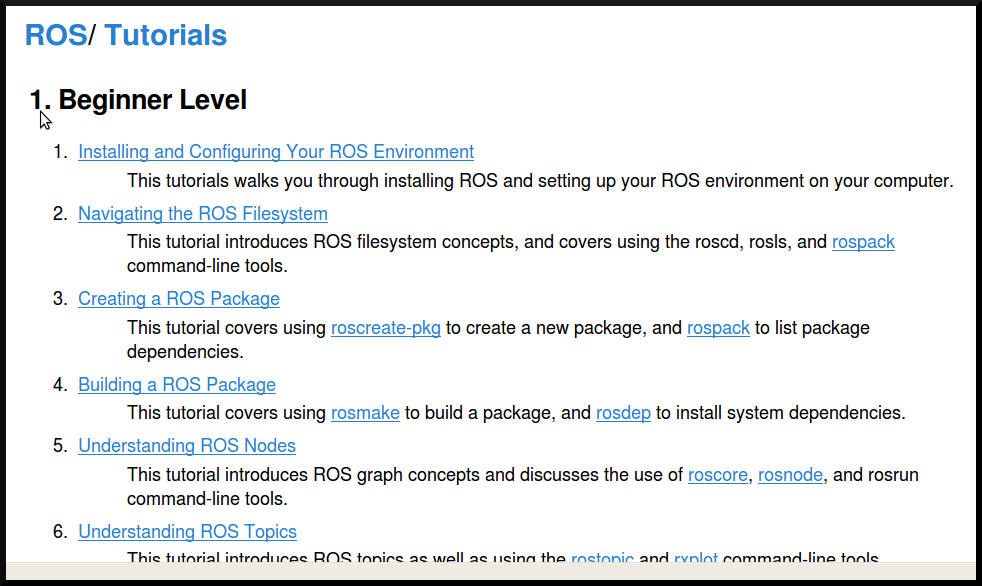 ROS/ Tutorials
1. Beginner Level
1. Installing and Configuring Your ROS Environment
This tutorials walks you through installing ROS and setting up your ROS environment on your computer.
2. Navigating the ROS Filesystem
This tutorial introduces ROS filesystem concepts, and covers using the roscd, rosls, and rospack
command-line tools.
3. Creating a ROS Package
This tutorial covers using roscreate-pkg to create a new package, and rospack to list package
dependencies.
4. Building a ROS Package
This tutorial covers using rosmake to build a package, and rosdep to install system dependencies.
5. Understanding ROS Nodes
This tutorial introduces ROS graph concepts and discusses the use of roscore, rosnode, and rosrun
command-line tools.
6. Understanding ROS Topics
This tutorial introduces ROS topics as well as using the rostopic and rxplot command-line tools.